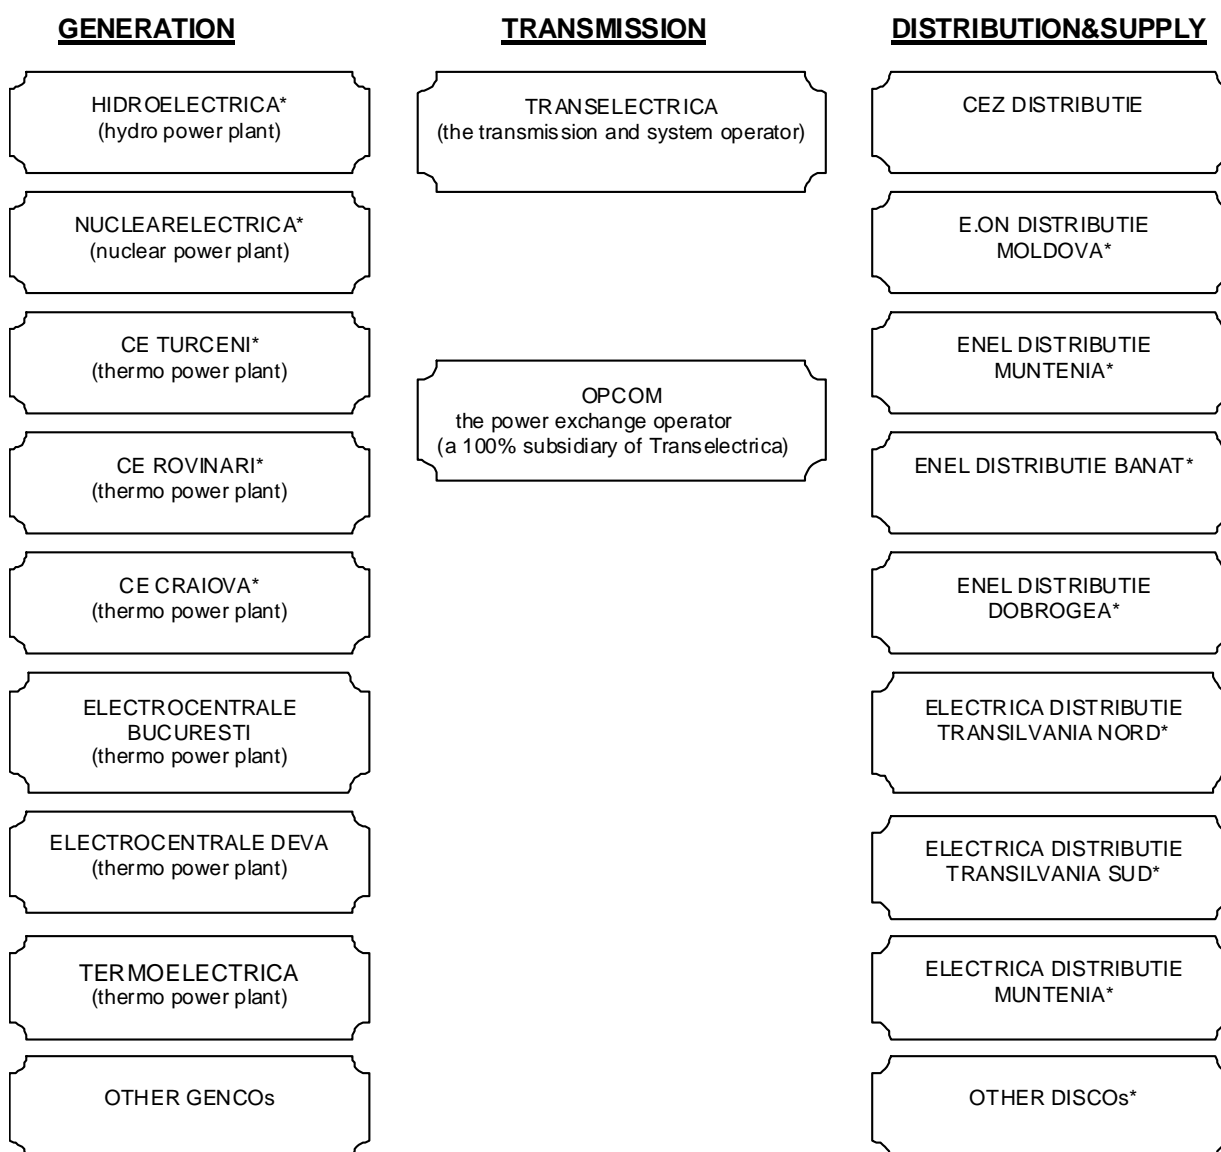 GENERATION
HIDROELECTRICA*
(hydro power plant)
NUCLEARELECTRICA*
(nuclear power plant)
CE TURCENI*
(thermo power plant)
CE ROVINARI*
(thermo power plant)
CE CRAIOVA*
(thermo power plant)
ELECTROCENTRALE
BUCURESTI
(thermo power plant)
ELECTROCENTRALE DEVA
(thermo power plant)
TERMOELECTRICA
(thermo power plant)
OTHER GENCOs
TRANSMISSION
TRANSELECTRICA
(the transmission and system operator)
OPCOM
the power exchange operator
(a 100% subsidiary of Transelectrica)
DISTRIBUTION&SUPPLY
CEZ DISTRIBUTIE
E.ON DISTRIBUTIE
MOLDOVA*
ENEL DISTRIBUTIE
MUNTENIA*
ENEL DISTRIBUTIE BANAT*
ENEL DISTRIBUTIE
DOBROGEA*
ELECTRICA DISTRIBUTIE
TRANSILVANIA NORD*
ELECTRICA DISTRIBUTIE
TRANSILVANIA SUD*
ELECTRICA DISTRIBUTIE
MUNTENIA*
OTHER DISCOs*